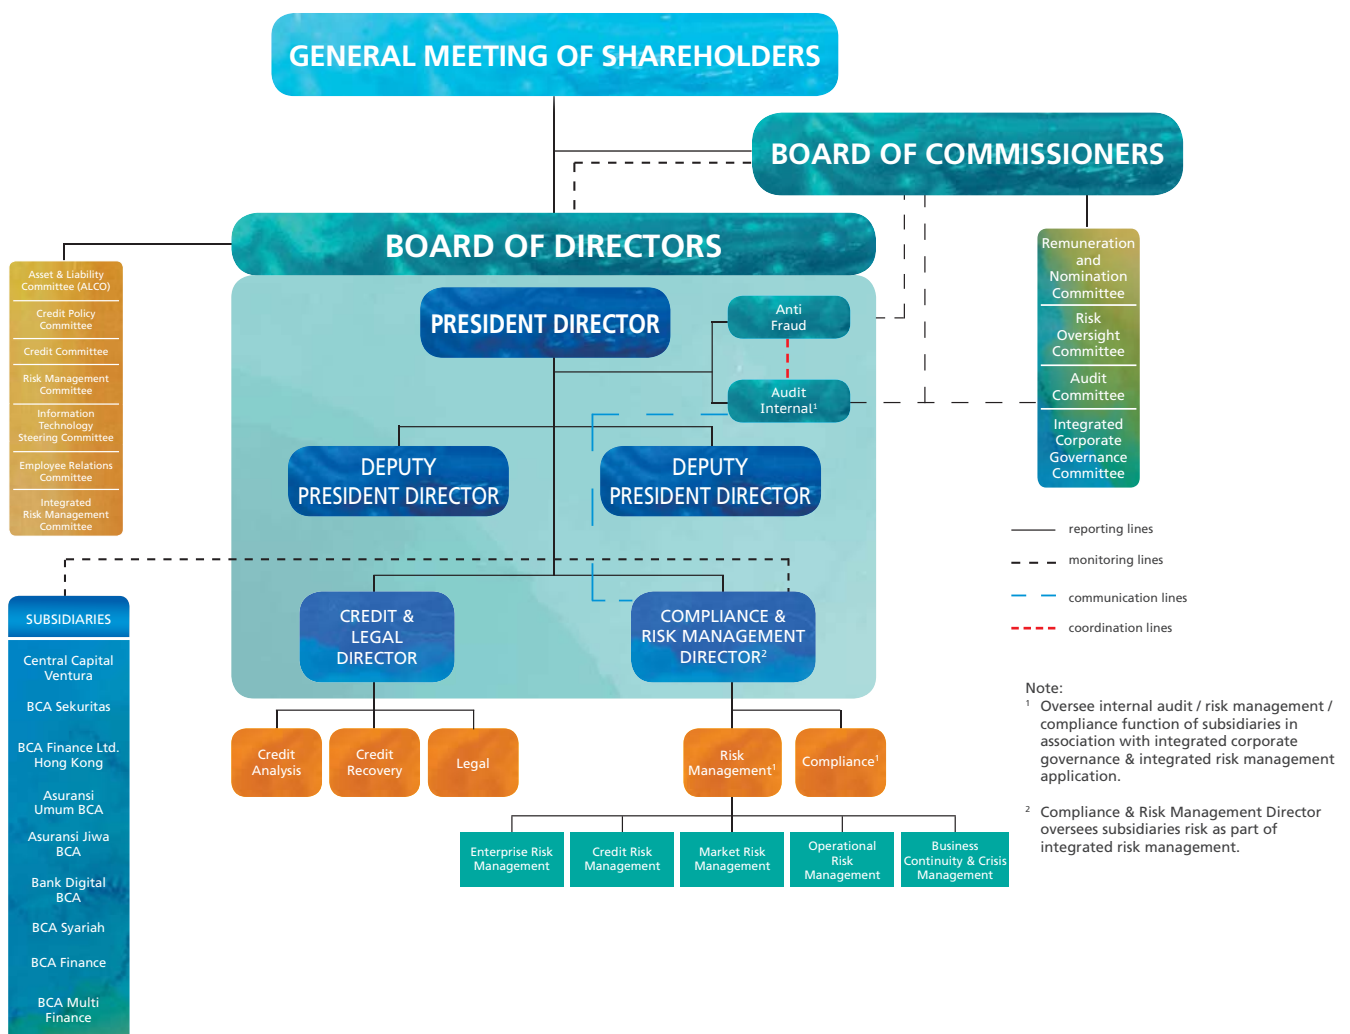 GENERAL MEETING OF SHAREHOLDERS
BOARD OF COMMISSIONERS
BOARD OF DIRECTORS
Remuneration
and
Nomination
Committee
Risk
Oversight
Committee
Audit
Committee
Integrated
Corporate
Governance
Committee
Asset & Liability
Committee (ALCO)
Credit Policy
Committee
Credit Committee
Risk Management
Committee
Information
Technology
Steering Committee
Employee Relations
Committee
Integrated
Risk Management
Committee
PRESIDENT DIRECTOR
Anti
Fraud
Audit
Internal¹
DEPUTY
PRESIDENT DIRECTOR
DEPUTY
PRESIDENT DIRECTOR
reporting lines
monitoring lines
communication lines
coordination lines
SUBSIDIARIES
Central Capital
Ventura
BCA Sekuritas
BCA Finance Ltd.
Hong Kong
Asuransi
Umum BCA
Asuransi Jiwa
BCA
Bank Digital
BCA
BCA Syariah
BCA Finance
BCA Multi
Finance
CREDIT &
LEGAL
DIRECTOR
COMPLIANCE &
RISK MANAGEMENT
DIRECTOR²
Credit
Analysis
Credit
Recovery
Legal
Risk
Management¹
Compliance¹
Enterprise Risk
Management
Credit Risk
Management
Market Risk
Management
Operational
Risk
Management
Business
Continuity & Crisis
Management
Note:
¹ Oversee internal audit / risk management /
compliance function of subsidiaries in
association with integrated corporate
governance & integrated risk management
application.
² Compliance & Risk Management Director
oversees subsidiaries risk as part of
integrated risk management.